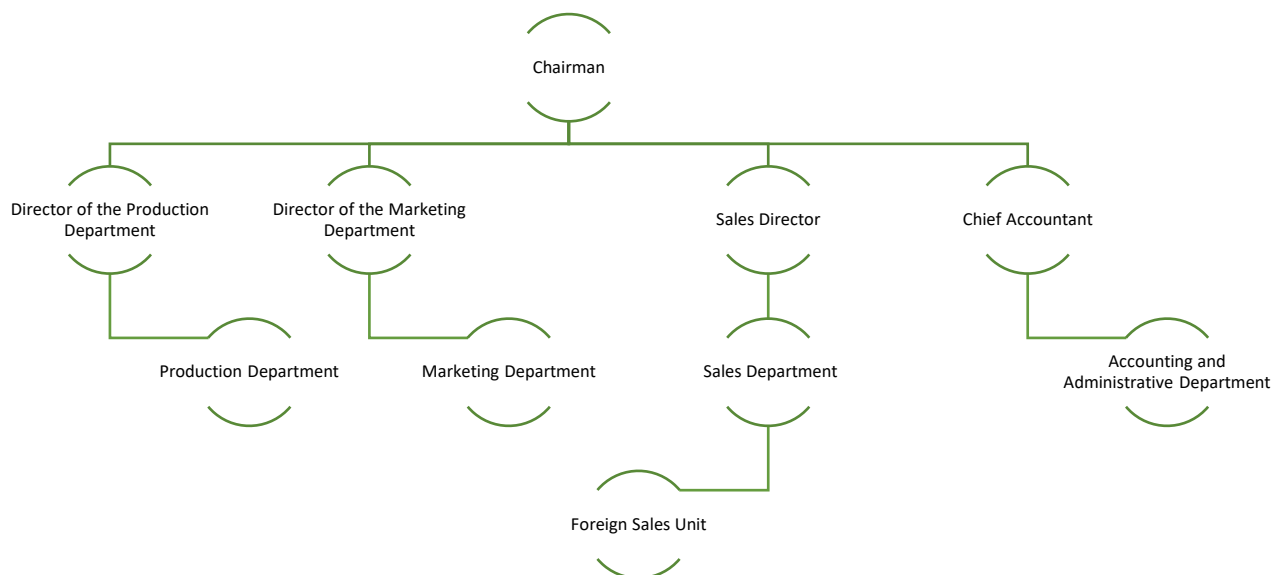 Chairman
Director of the Production
Department
Director of the Marketing
Department
Sales Director
Chief Accountant
Production Department
Marketing Department
Sales Department
Accounting and
Administrative Department
Foreign Sales Unit